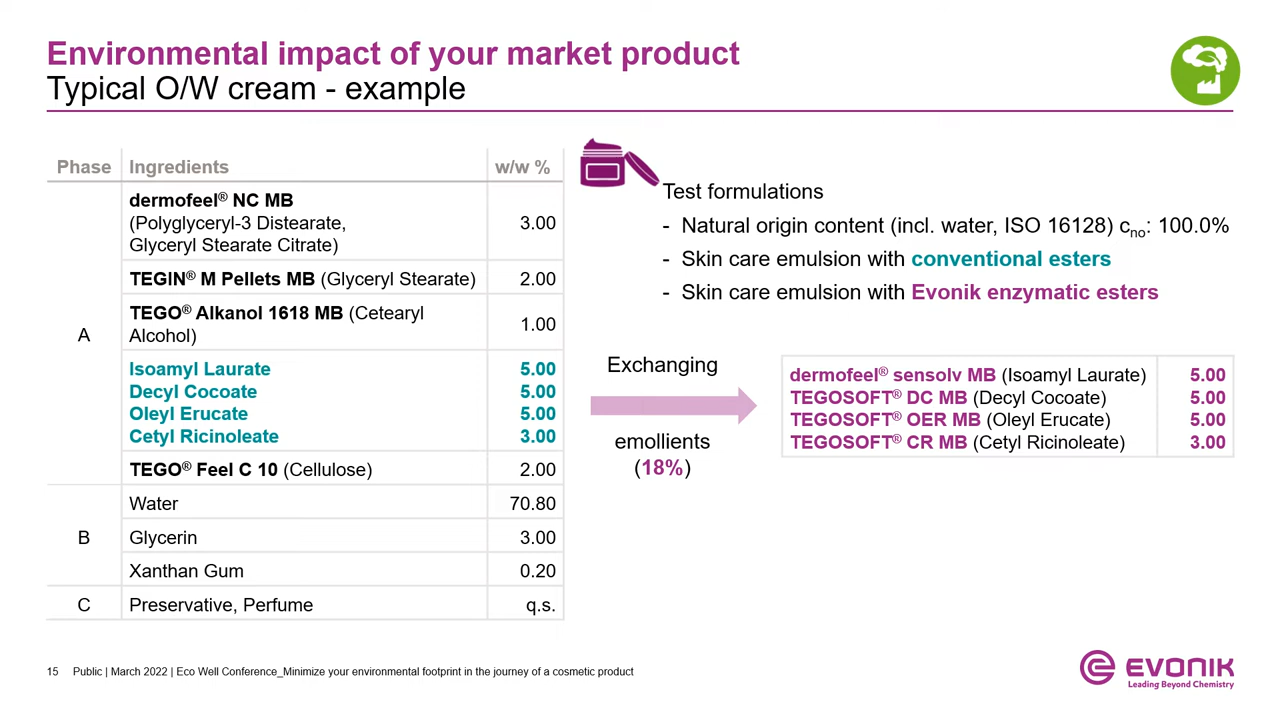 Environmental impact of your market product
Typical O/W cream - example
Phase Ingredients w/w %
A
dermofeel® NC MB
(Polyglyceryl-3 Distearate,
Glyceryl Stearate Citrate)
3.00
TEGIN® M Pellets MB (Glyceryl Stearate) 2.00
TEGO® Alkanol 1618 MB (Cetearyl
Alcohol)
1.00
Isoamyl Laurate 5.00
Decyl Cocoate 5.00
Oleyl Erucate 5.00
Cetyl Ricinoleate 3.00
TEGO® Feel C 10 (Cellulose) 2.00
B
Water 70.80
Glycerin 3.00
Xanthan Gum 0.20
C Preservative, Perfume q.s.
Test formulations
- Natural origin content (incl. water, ISO 16128) cno: 100.0%
- Skin care emulsion with conventional esters
- Skin care emulsion with Evonik enzymatic esters
Exchanging
emollients
(18%)
dermofeel® sensolv MB (Isoamyl Laurate) 5.00
TEGOSOFT® DC MB (Decyl Cocoate) 5.00
TEGOSOFT® OER MB (Oleyl Erucate) 5.00
TEGOSOFT® CR MB (Cetyl Ricinoleate) 3.00
15 Public | March 2022 | Eco Well Conference_Minimize your environmental footprint in the journey of a cosmetic product
EVONIK
Leading Beyond Chemistry